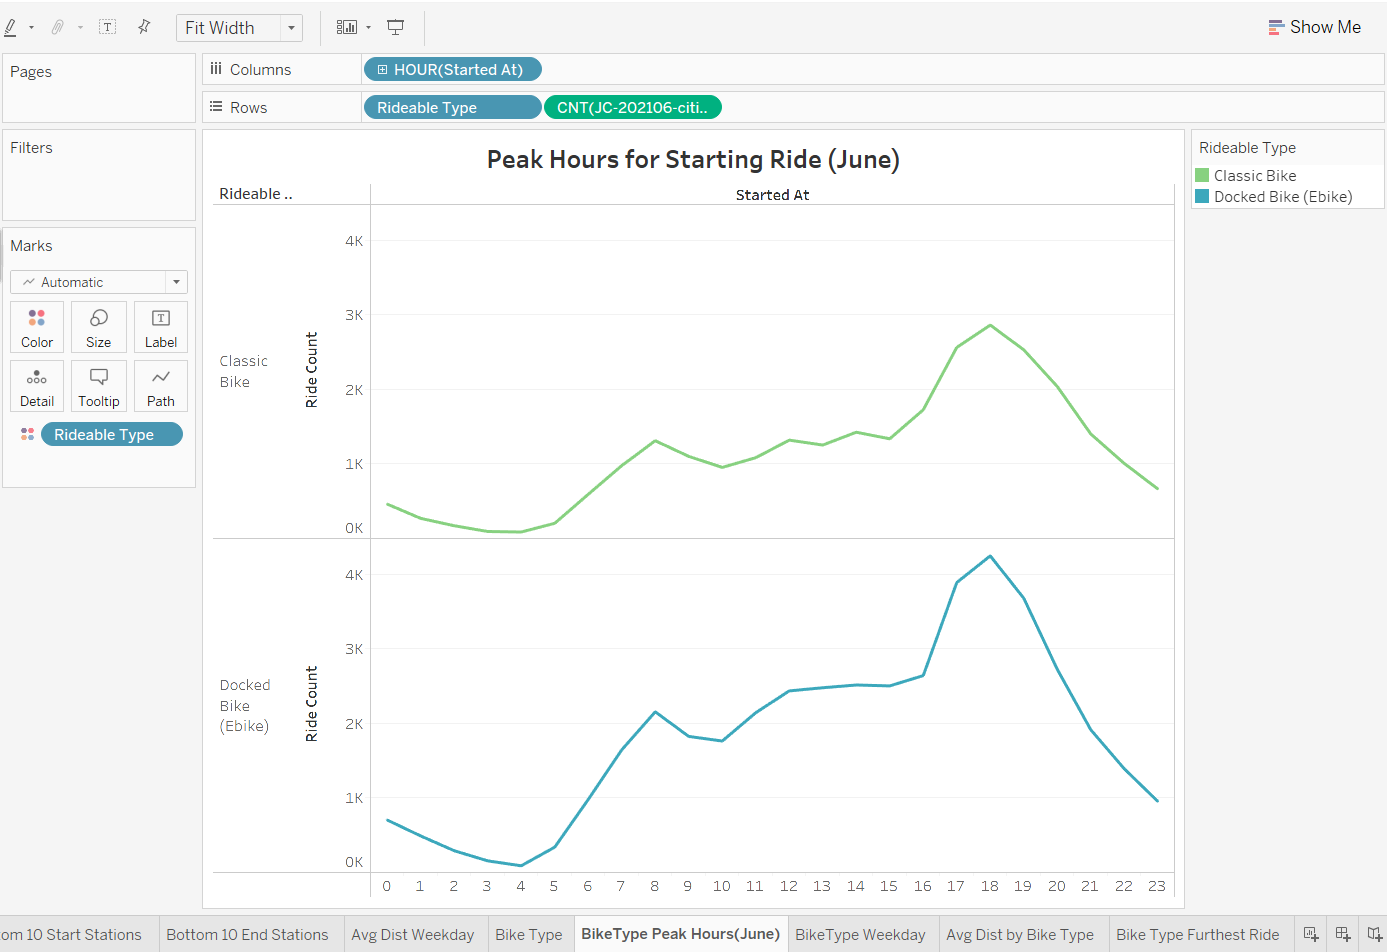 Fit Width
Show Me
Pages
Columns
HOUR(Started At)
Rows
Rideable Type
CNT(JC-202106-citi..
Filters
Marks
Automatic
Color
Size
Label
Detail
Tooltip
Path
Rideable Type
Peak Hours for Starting Ride (June)
Rideable ..
Started At
4K
3K
Classic
Bike
Ride Count
2K
1K
0K
4K
3K
Docked
Bike
(Ebike)
Ride Count
2K
1K
0K
0 1 2 3 4 5 6 7 8 9 10 11 12 13 14 15 16 17 18 19 20 21 22 23
Rideable Type
Classic Bike
Docked Bike (Ebike)
om 10 Start Stations
Bottom 10 End Stations
Avg Dist Weekday
Bike Type
BikeType Peak Hours(June)
BikeType Weekday
Avg Dist by Bike Type
Bike Type Furthest Ride